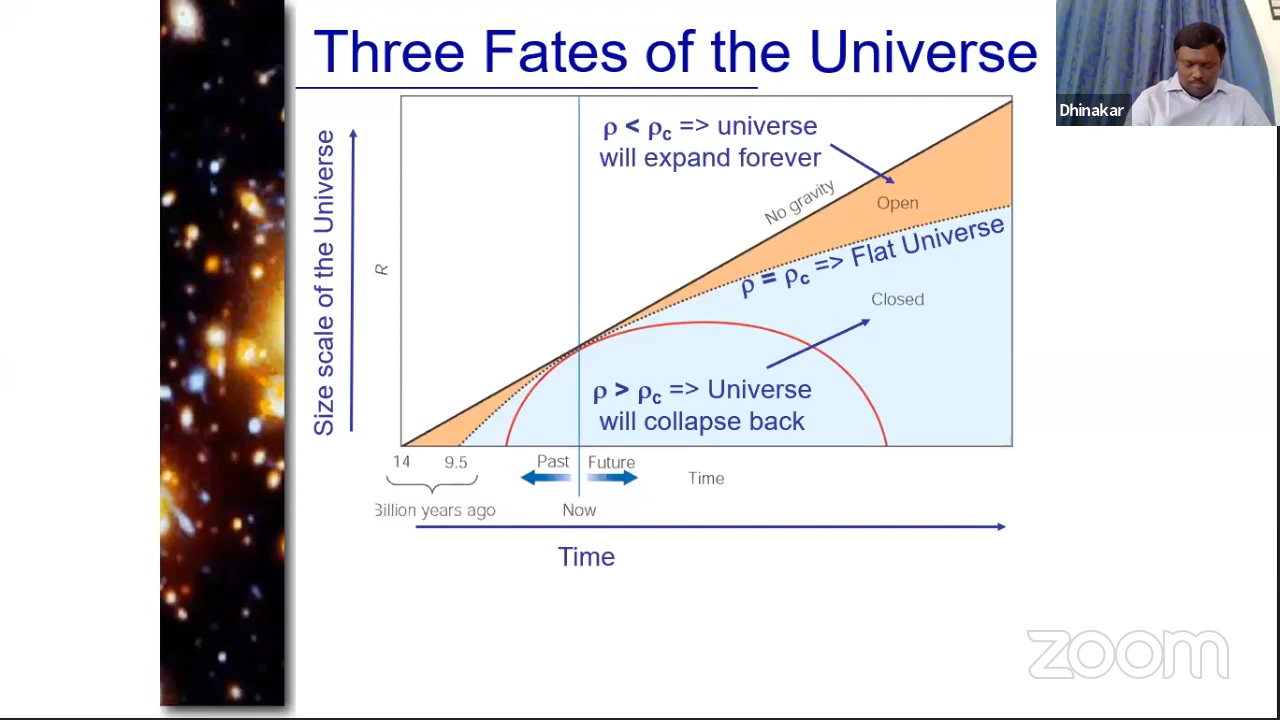 Three Fates of the Universe
Dhinakar
ρ < ρc => universe
will expand forever
No gravity
Open
ρ = ρc => Flat Universe
Closed
ρ > ρc => Universe
will collapse back
Size scale of the Universe
R
14
9.5
Past
Future
Time
Billion years ago
Now
Time
zoom